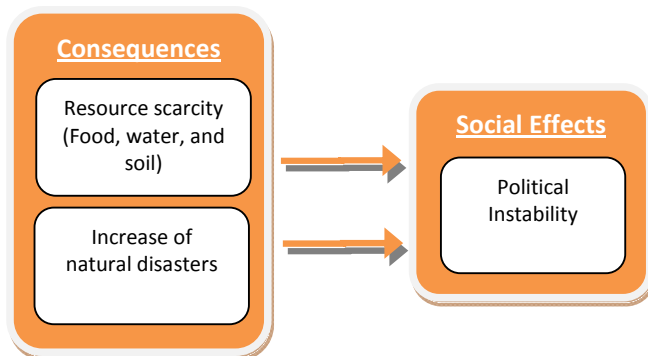 Consequences
Resource scarcity
(Food, water, and
soil)
Increase of
natural disasters
Social Effects
Political
Instability